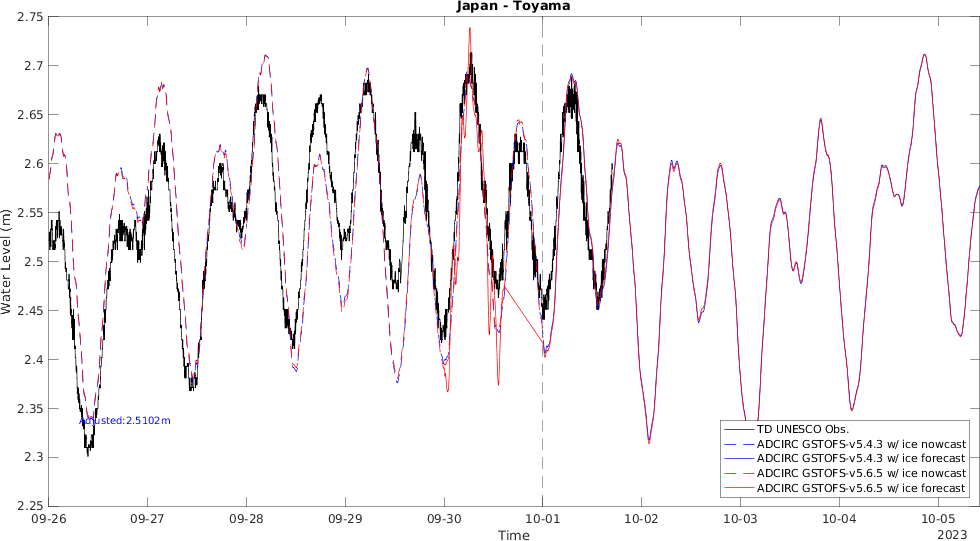 Japan - Toyama
2.75
2.7
2.65
2.6
2.55
2.5
2.45
2.4
2.35
2.3
2.25
Water Level (m)
Adjusted:2.5102m
TD UNESCO Obs.
ADCIRC GSTOFS-v5.4.3 w/ ice nowcast
ADCIRC GSTOFS-v5.4.3 w/ ice forecast
ADCIRC GSTOFS-v5.6.5 w/ ice nowcast
ADCIRC GSTOFS-v5.6.5 w/ ice forecast
09-26 09-27 09-28 09-29 09-30 10-01 10-02 10-03 10-04 10-05
Time
2023